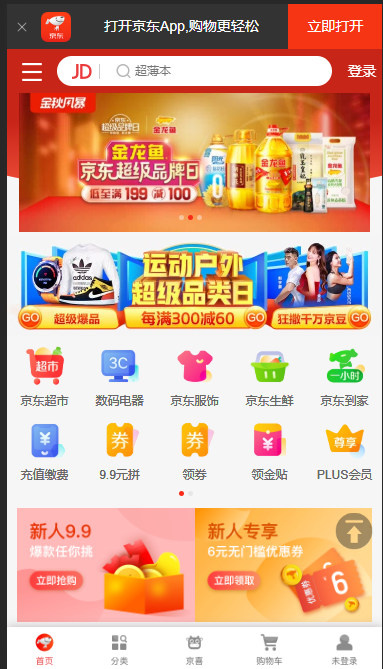 京东
打开京东App,购物更轻松
立即打开
JD
超薄本
登录
金秋风暴
京东
超级品牌日
金龙鱼
金龙鱼
京东超级品牌日
低至满199减100
运动户外
超级品类日
adidas
GO 超级爆品
每满300减60 GO
狂撒千万京豆 GO
超市
3C
一小时
京东超市
数码电器
京东服饰
京东生鲜
京东到家
¥
券
券
¥
尊享
充值缴费
9.9元拼
领券
领金贴
PLUS会员
新人9.9
爆款任你挑
立即抢购
新人专享
6元无门槛优惠券
立即领取
¥
6
TOP
首页
分类
京喜
购物车
未登录